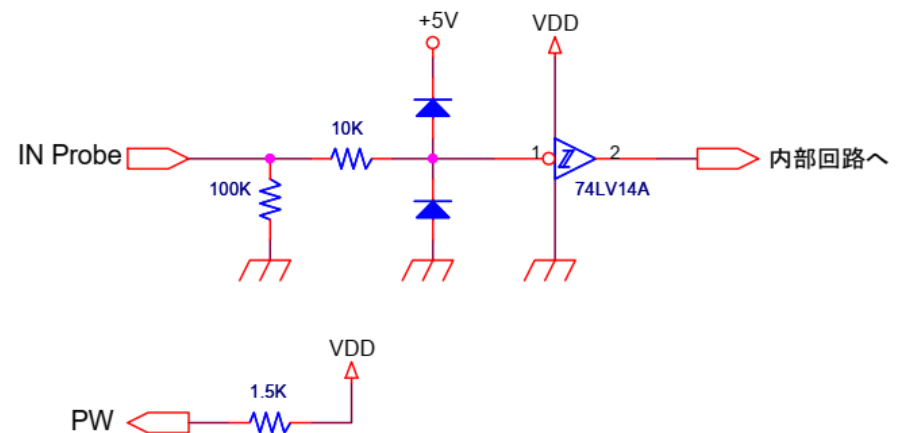 +5V
VDD
10K
IN Probe
1
2
内部回路へ
100K
74LV14A
VDD
1.5K
PW